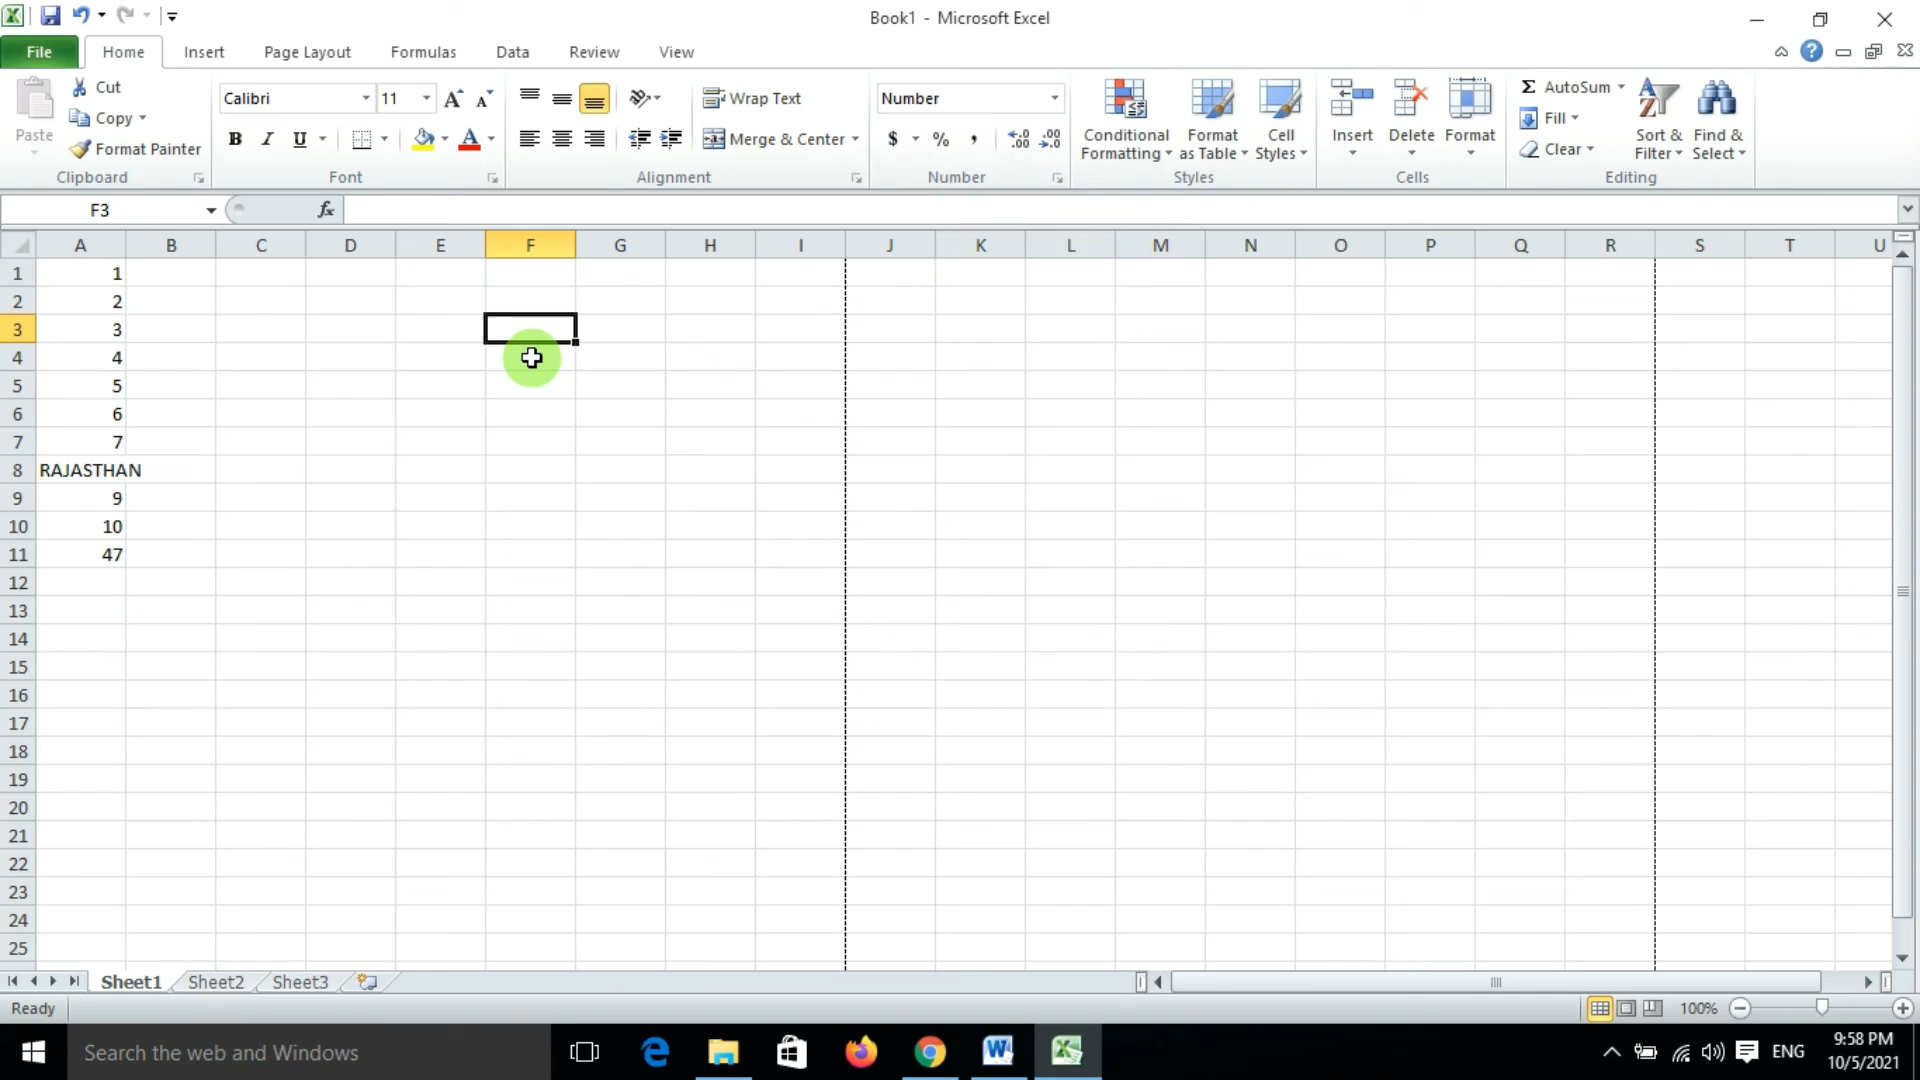 Book1 - Microsoft Excel
File Home Insert Page Layout Formulas Data Review View
Paste
Cut
Copy
Format Painter
Clipboard
Calibri 11
B I U
Font
Wrap Text
Merge & Center
Alignment
Number
$ % ,
Number
Conditional Formatting
Format as Table
Cell Styles
Styles
Insert Delete Format
Cells
AutoSum
Fill
Clear
Sort & Filter
Find & Select
Editing
F3 fx
A B C D E F G H I J K L M N O P Q R S T U
1 1
2 2
3 3
4 4
5 5
6 6
7 7
8 RAJASTHAN
9 9
10 10
11 47
12
13
14
15
16
17
18
19
20
21
22
23
24
25
Sheet1 Sheet2 Sheet3
Ready 100%
Search the web and Windows
ENG
9:58 PM
10/5/2021